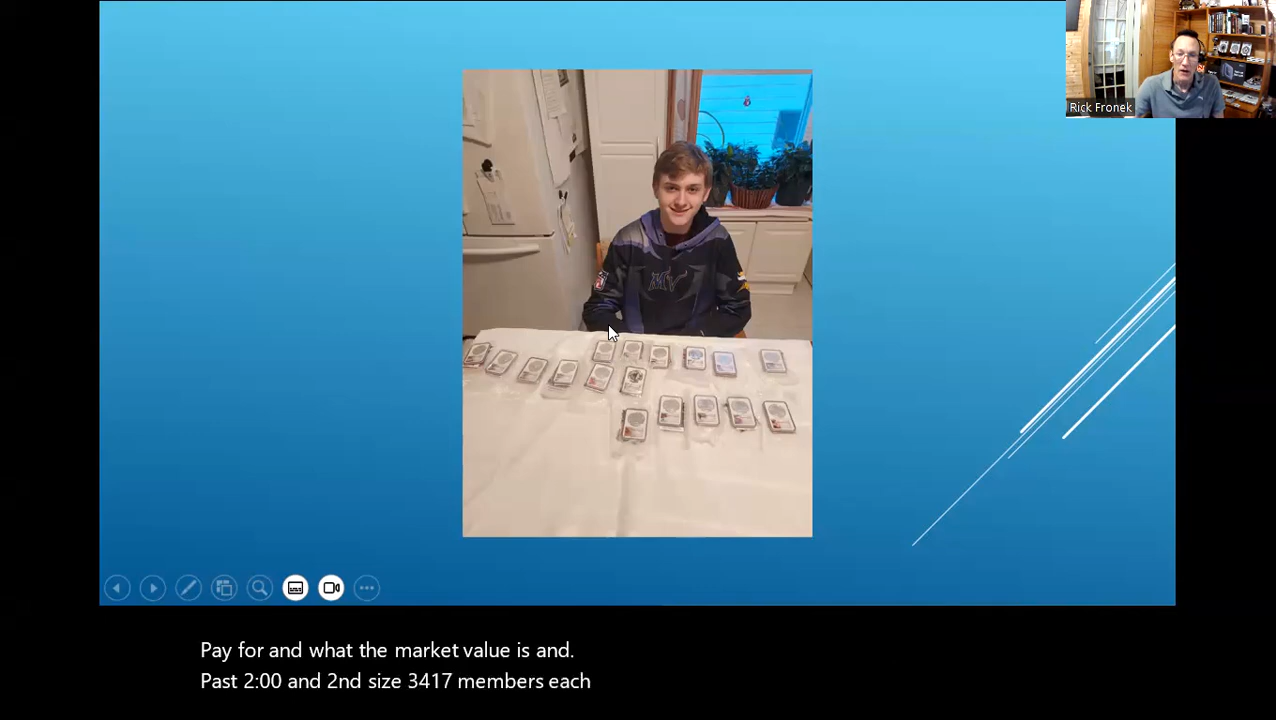 Rick Fronek
MV
Pay for and what the market value is and.
Past 2:00 and 2nd size 3417 members each